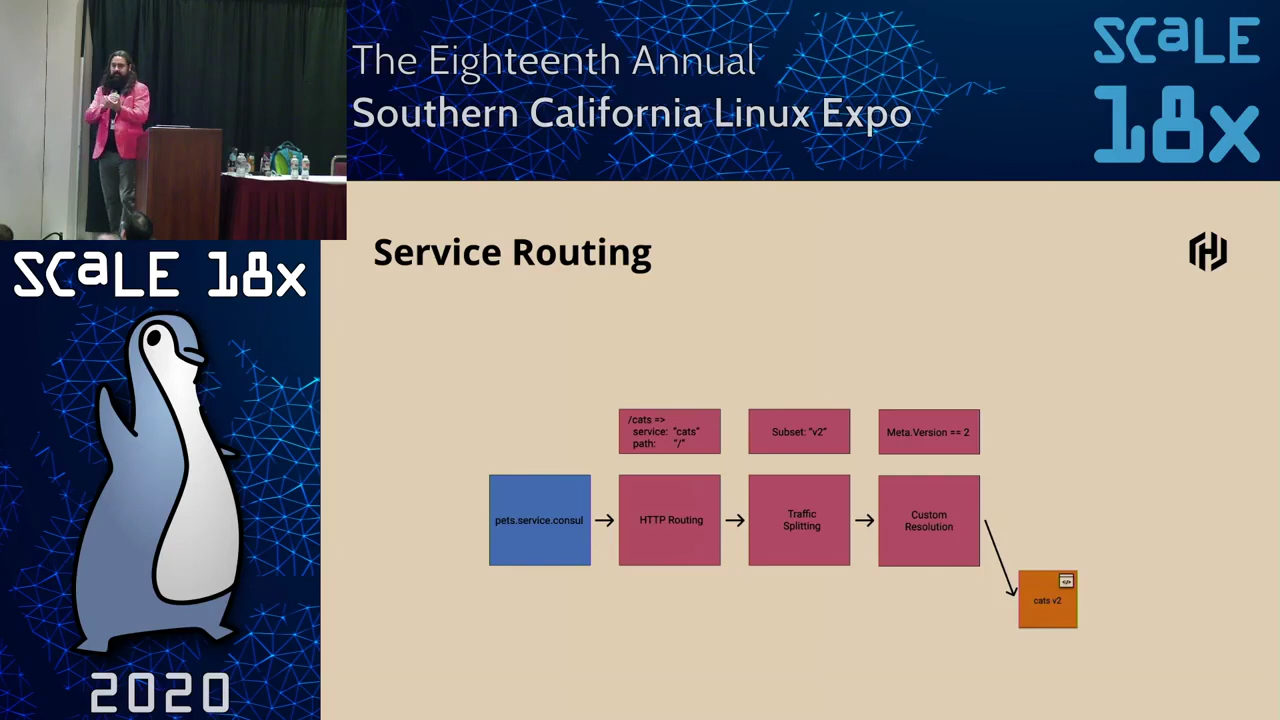 The Eighteenth Annual
Southern California Linux Expo
SCaLE
18x
SCaLE 18x
2020
Service Routing
/cats =>
service: "cats"
path: "/"
Subset: "v2"
Meta.Version == 2
pets.service.consul
HTTP Routing
Traffic
Splitting
Custom
Resolution
</>
cats v2